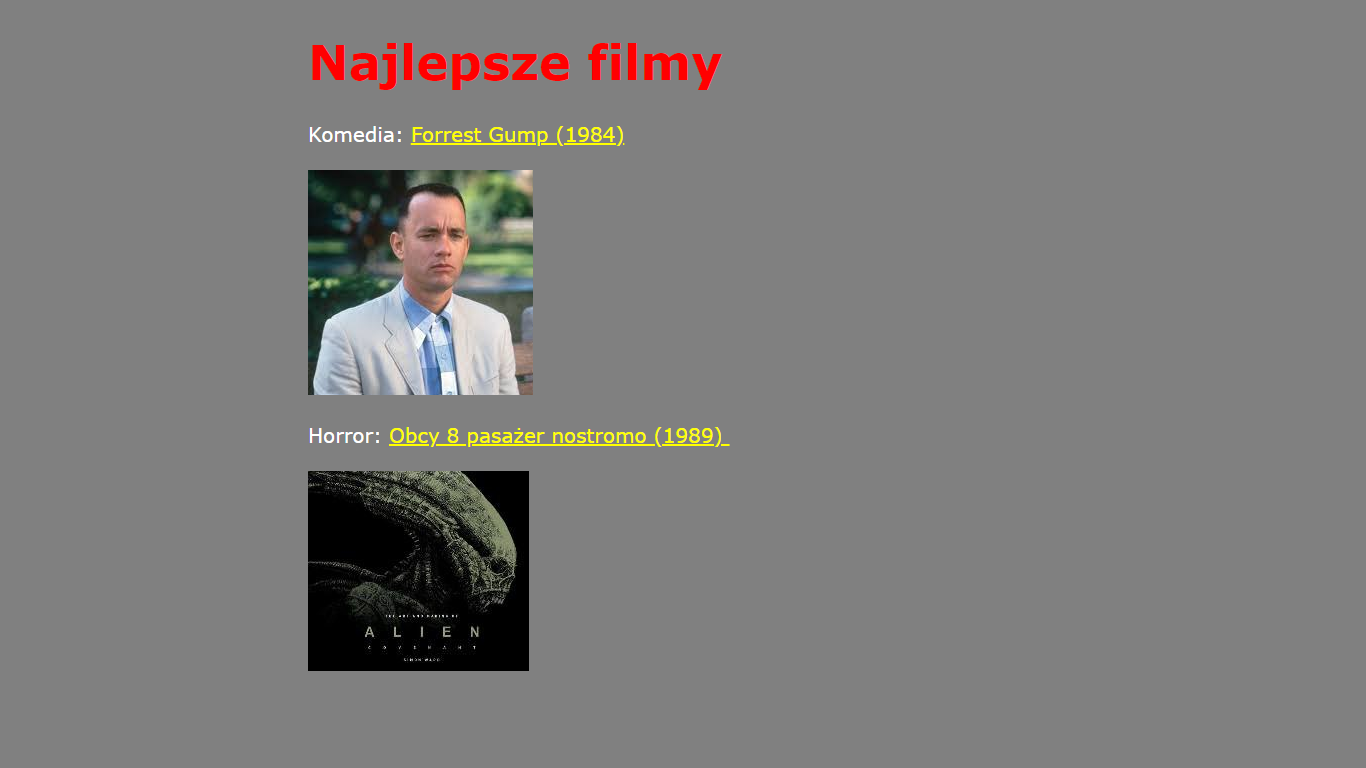 Najlepsze filmy
Komedia: Forrest Gump (1984)
Horror: Obcy 8 pasażer nostromo (1989)
THE ART AND MAKING OF
ALIEN
COVENANT
SIMON WARD